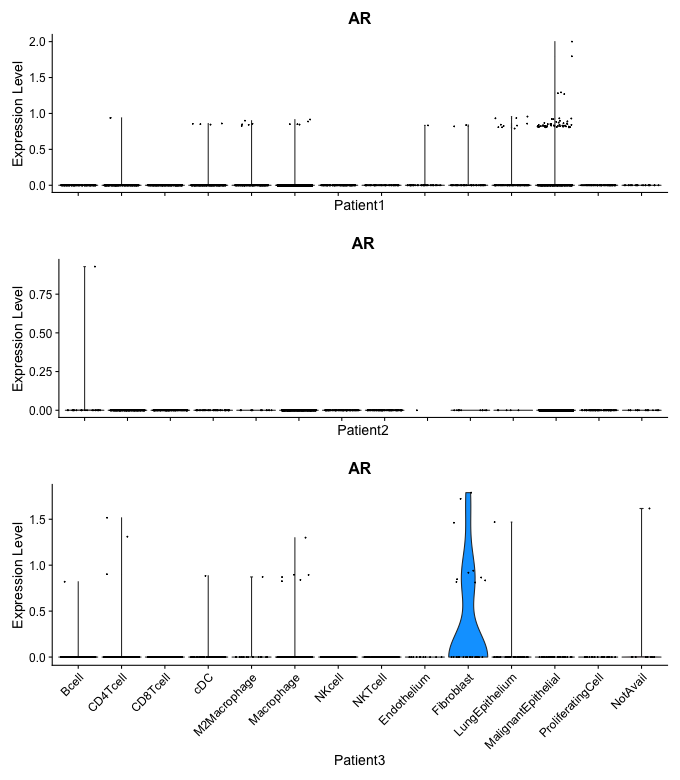 AR
Expression Level
2.0
1.5
1.0
0.5
0.0
Patient1
AR
Expression Level
0.75
0.50
0.25
0.00
Patient2
AR
Expression Level
1.5
1.0
0.5
0.0
Bcell
CD4Tcell
CD8Tcell
cDC
M2Macrophage
Macrophage
NKcell
NKTcell
Endothelium
Fibroblast
LungEpithelium
MalignantEpithelial
ProliferatingCell
NotAvail
Patient3